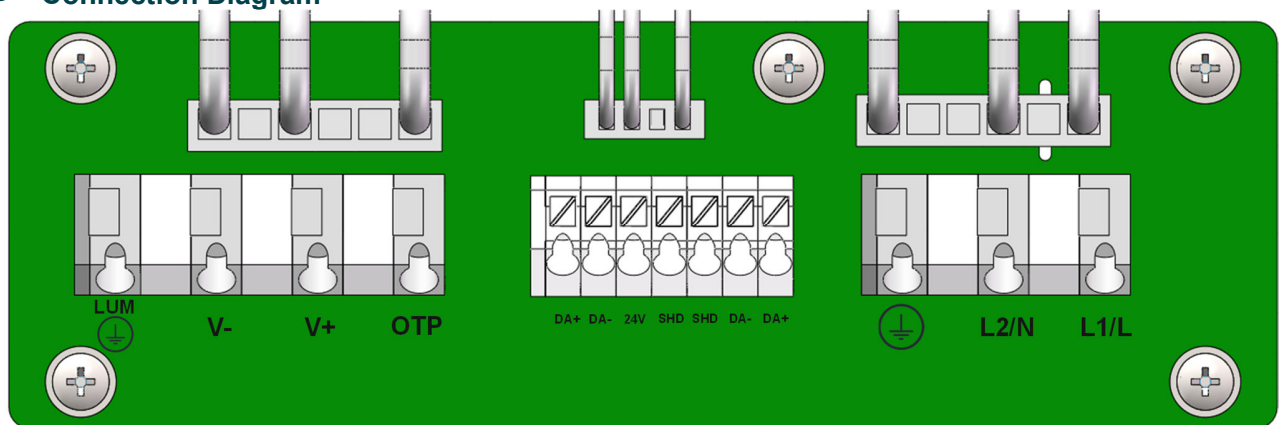 Connection Diagram
LUM
V-
V+
OTP
DA+ DA- 24V SHD SHD DA- DA+
L2/N
L1/L